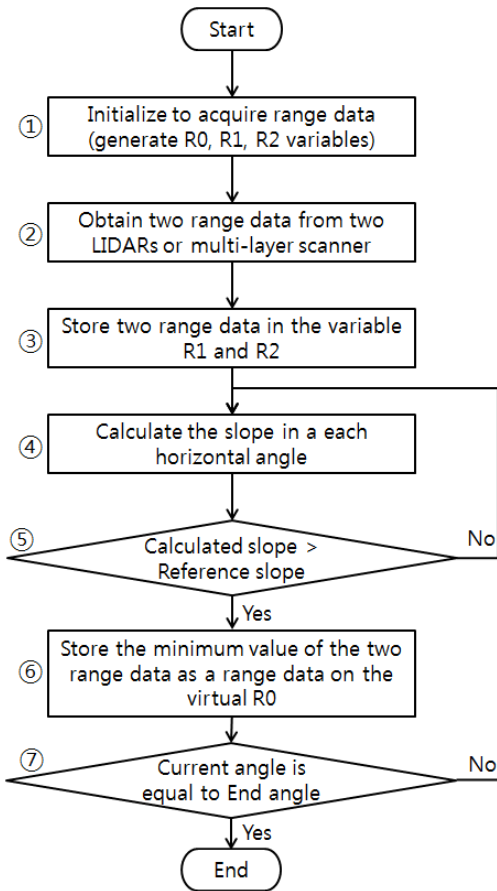 Start
①
Initialize to acquire range data
(generate R0, R1, R2 variables)
②
Obtain two range data from two
LIDARs or multi-layer scanner
③
Store two range data in the variable
R1 and R2
④
Calculate the slope in a each
horizontal angle
⑤
Calculated slope >
Reference slope
No
Yes
⑥
Store the minimum value of the two
range data as a range data on the
virtual R0
⑦
Current angle is
equal to End angle
No
Yes
End